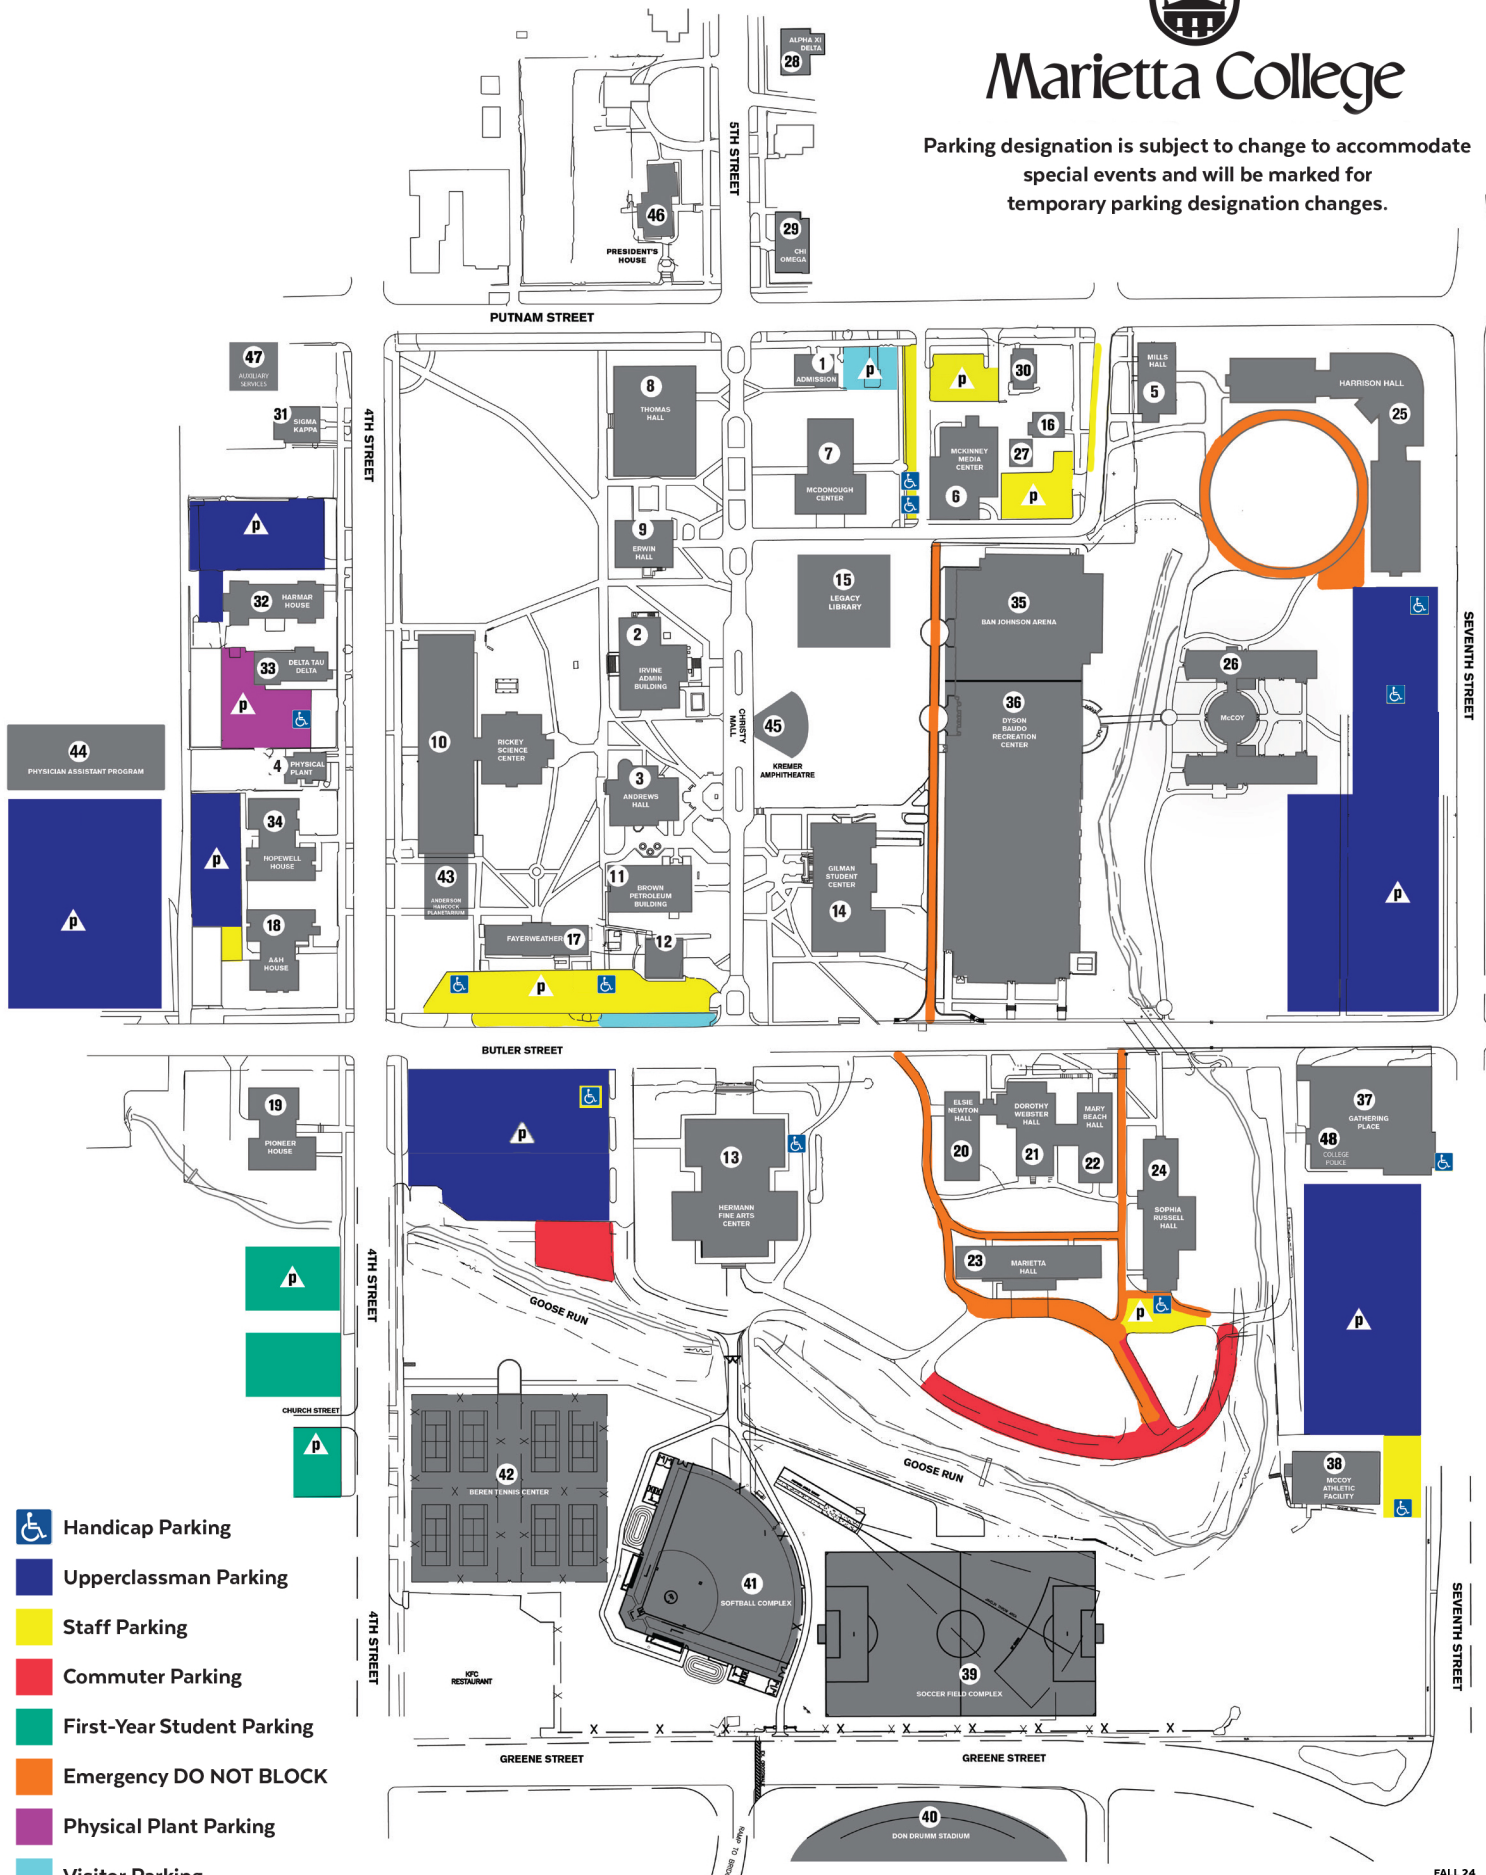 Marietta College
Parking designation is subject to change to accommodate
special events and will be marked for
temporary parking designation changes.
ALPHA XI
DELTA
28
5TH STREET
46
PRESIDENT'S
HOUSE
29
CHI
OMEGA
PUTNAM STREET
47
AUXILIARY
SERVICES
31
SIGMA
KAPPA
4TH STREET
8
THOMAS
HALL
1
ADMISSION
p
p
30
MILLS
HALL
5
HARRISON HALL
25
7
MCDONOUGH
CENTER
MCKINNEY
MEDIA
CENTER
6
16
27
p
p
9
ERWIN
HALL
15
LEGACY
LIBRARY
35
BAN JOHNSON ARENA
32
HARMAR
HOUSE
2
IRVINE
ADMIN
BUILDING
33
DELTA TAU
DELTA
p
26
McCOY
SEVENTH STREET
36
DYSON
BAUDO
RECREATION
CENTER
CHRISTY
MALL
45
KREMER
AMPHITHEATRE
44
PHYSICIAN ASSISTANT PROGRAM
4
PHYSICAL
PLANT
10
RICKEY
SCIENCE
CENTER
3
ANDREWS
HALL
34
HOPEWELL
HOUSE
p
p
43
ANDERSON
HANCOCK
PLANETARIUM
11
BROWN
PETROLEUM
BUILDING
GILMAN
STUDENT
CENTER
14
p
18
A&H
HOUSE
FAYERWEATHER
17
12
p
BUTLER STREET
19
PIONEER
HOUSE
p
13
HERMANN
FINE ARTS
CENTER
ELSIE
NEWTON
HALL
20
DOROTHY
WEBSTER
HALL
21
MARY
BEACH
HALL
22
24
SOPHIA
RUSSELL
HALL
37
GATHERING
PLACE
48
COLLEGE
POLICE
23
MARIETTA
HALL
p
p
p
4TH STREET
GOOSE RUN
CHURCH STREET
p
42
BEREN TENNIS CENTER
GOOSE RUN
38
MCCOY
ATHLETIC
FACILITY
41
SOFTBALL COMPLEX
39
SOCCER FIELD COMPLEX
SEVENTH STREET
4TH STREET
KFC
RESTAURANT
GREENE STREET
GREENE STREET
40
DON DRUMM STADIUM
Handicap Parking
Upperclassman Parking
Staff Parking
Commuter Parking
First-Year Student Parking
Emergency DO NOT BLOCK
Physical Plant Parking
Visitor Parking
RAMP TO
FALL 24